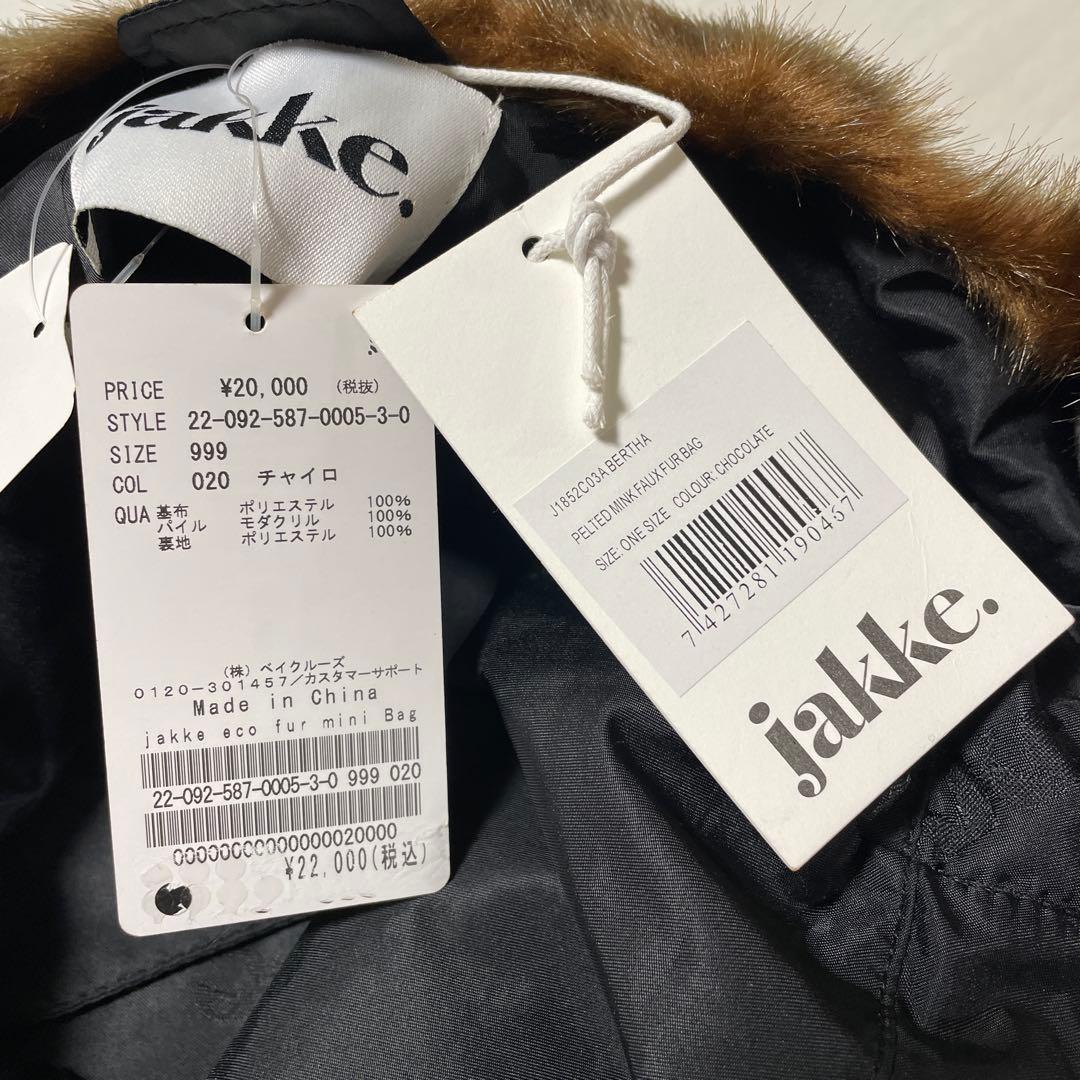 jakke.
PRICE ¥20,000 (税抜)
STYLE 22-092-587-0005-3-0
SIZE 999
COL 020 チャイロ
QUA 基布 ポリエステル 100%
パイル モダクリル 100%
裏地 ポリエステル 100%
(株) ベイクルーズ
0120-301457/カスタマーサポート
Made in China
jakke eco fur mini Bag
22-092-587-0005-3-0 999 020
0000000000000020000
¥22,000(税込)
J1852C03A BERTHA
PELTED MINK FAUX FUR BAG
SIZE: ONE SIZE COLOUR: CHOCOLATE
7 427281 190457
jakke.